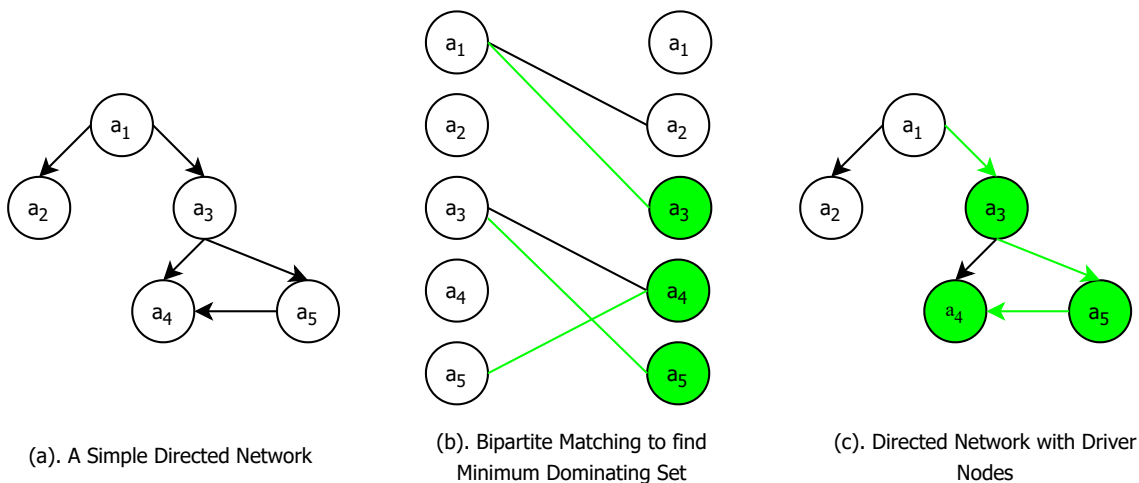 a1
a2
a3
a4
a5
(a). A Simple Directed Network
a1
a1
a2
a2
a3
a3
a4
a4
a5
a5
(b). Bipartite Matching to find
Minimum Dominating Set
a1
a2
a3
a4
a5
(c). Directed Network with Driver
Nodes